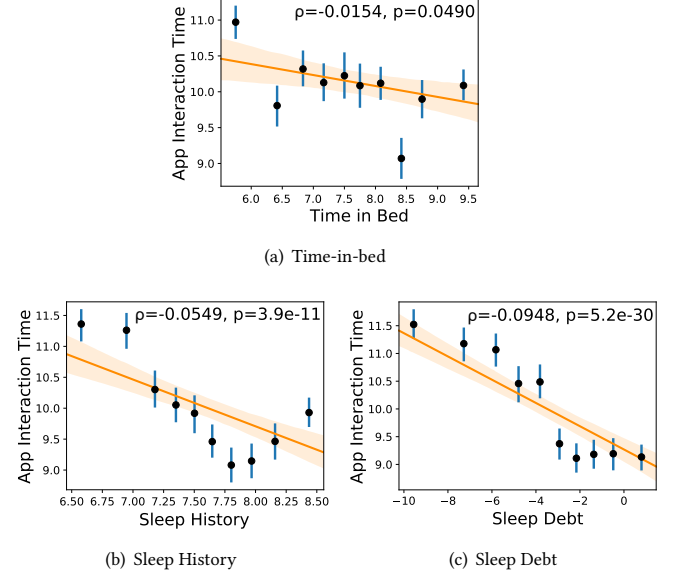 ρ=-0.0154, p=0.0490
App Interaction Time
11.0
10.5
10.0
9.5
9.0
6.0 6.5 7.0 7.5 8.0 8.5 9.0 9.5
Time in Bed
(a) Time-in-bed
ρ=-0.0549, p=3.9e-11
App Interaction Time
11.5
11.0
10.5
10.0
9.5
9.0
6.50 6.75 7.00 7.25 7.50 7.75 8.00 8.25 8.50
Sleep History
(b) Sleep History
ρ=-0.0948, p=5.2e-30
App Interaction Time
11.5
11.0
10.5
10.0
9.5
9.0
−10 −8 −6 −4 −2 0
Sleep Debt
(c) Sleep Debt